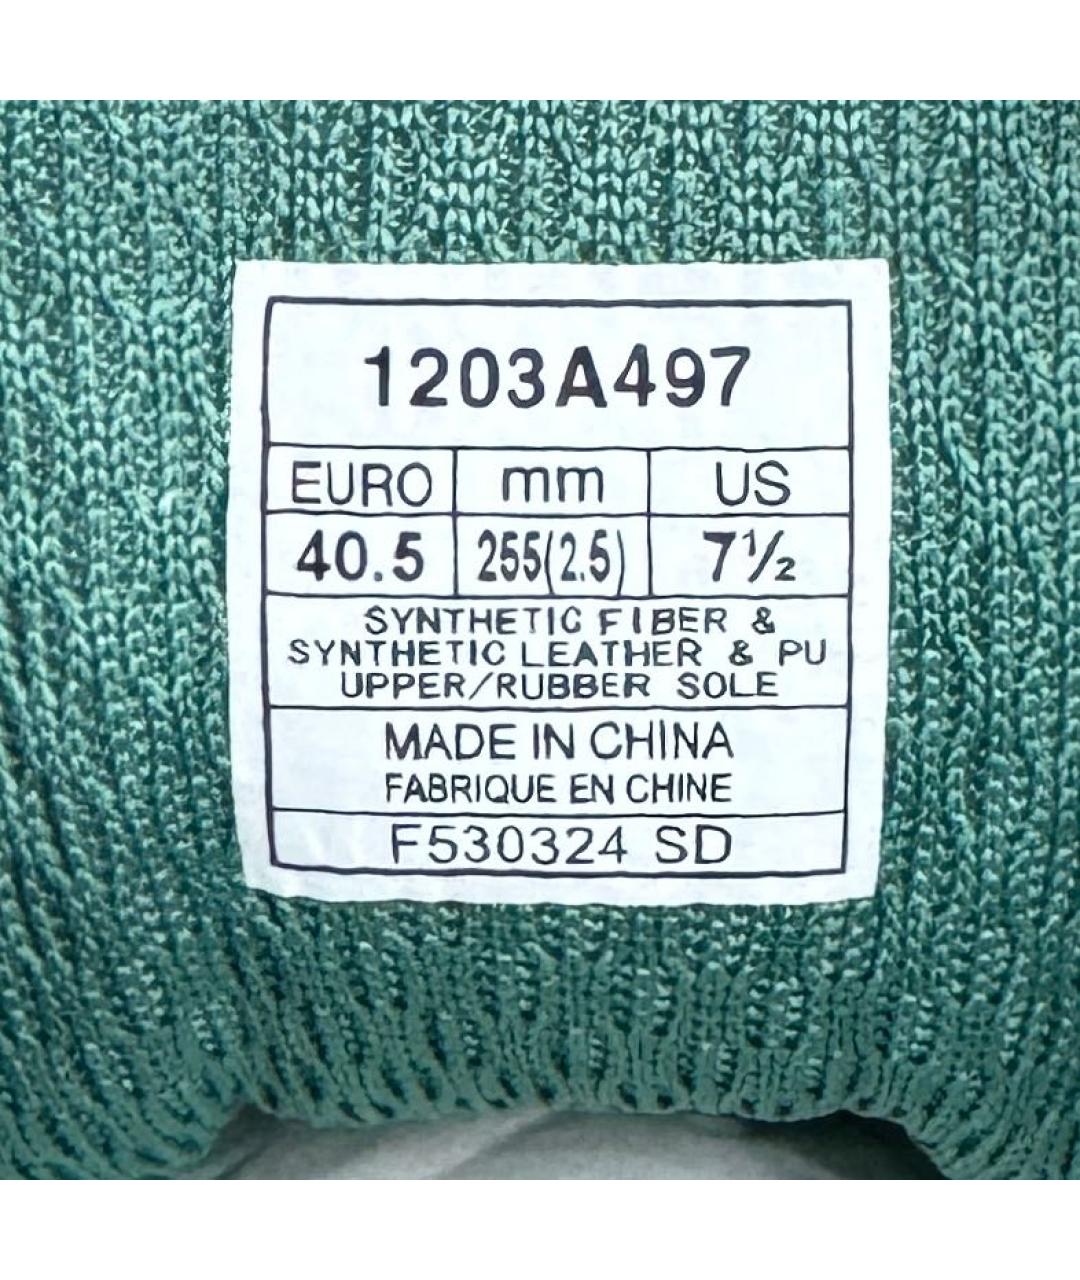 1203A497
EURO mm US
40.5 255(2.5) 7½
SYNTHETIC FIBER &
SYNTHETIC LEATHER & PU
UPPER/RUBBER SOLE
MADE IN CHINA
FABRIQUE EN CHINE
F530324 SD